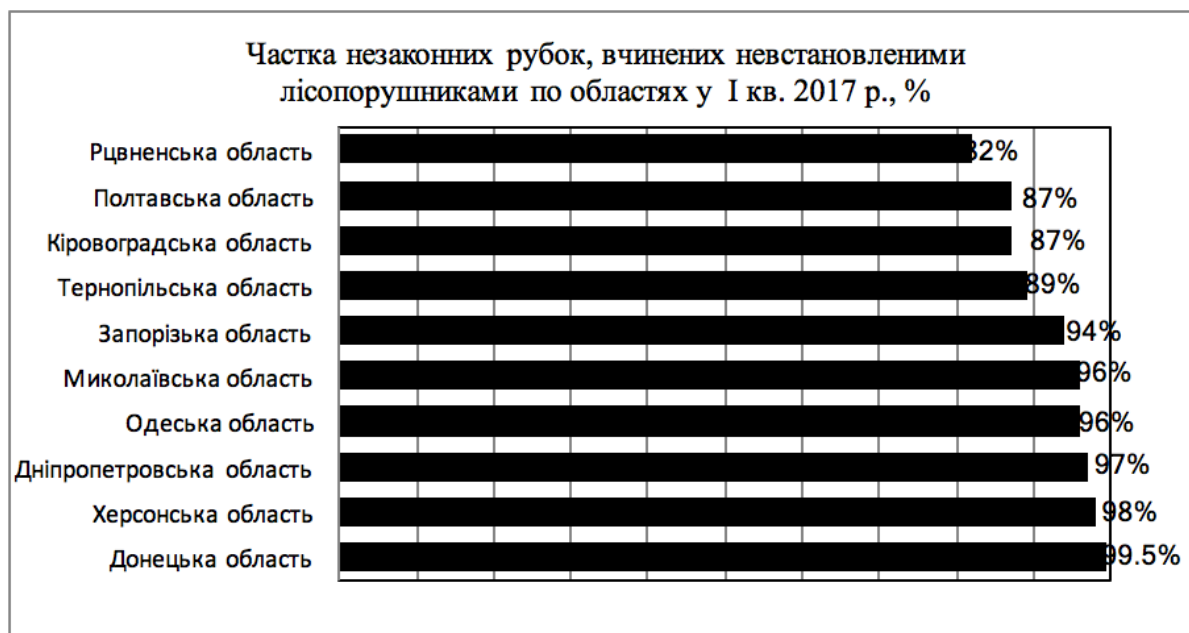 Частка незаконних рубок, вчинених невстановленими
лісопорушниками по областях у І кв. 2017 р., %
Рцвненська область 82%
Полтавська область 87%
Кіровоградська область 87%
Тернопільська область 89%
Запорізька область 94%
Миколаївська область 96%
Одеська область 96%
Дніпропетровська область 97%
Херсонська область 98%
Донецька область 99.5%